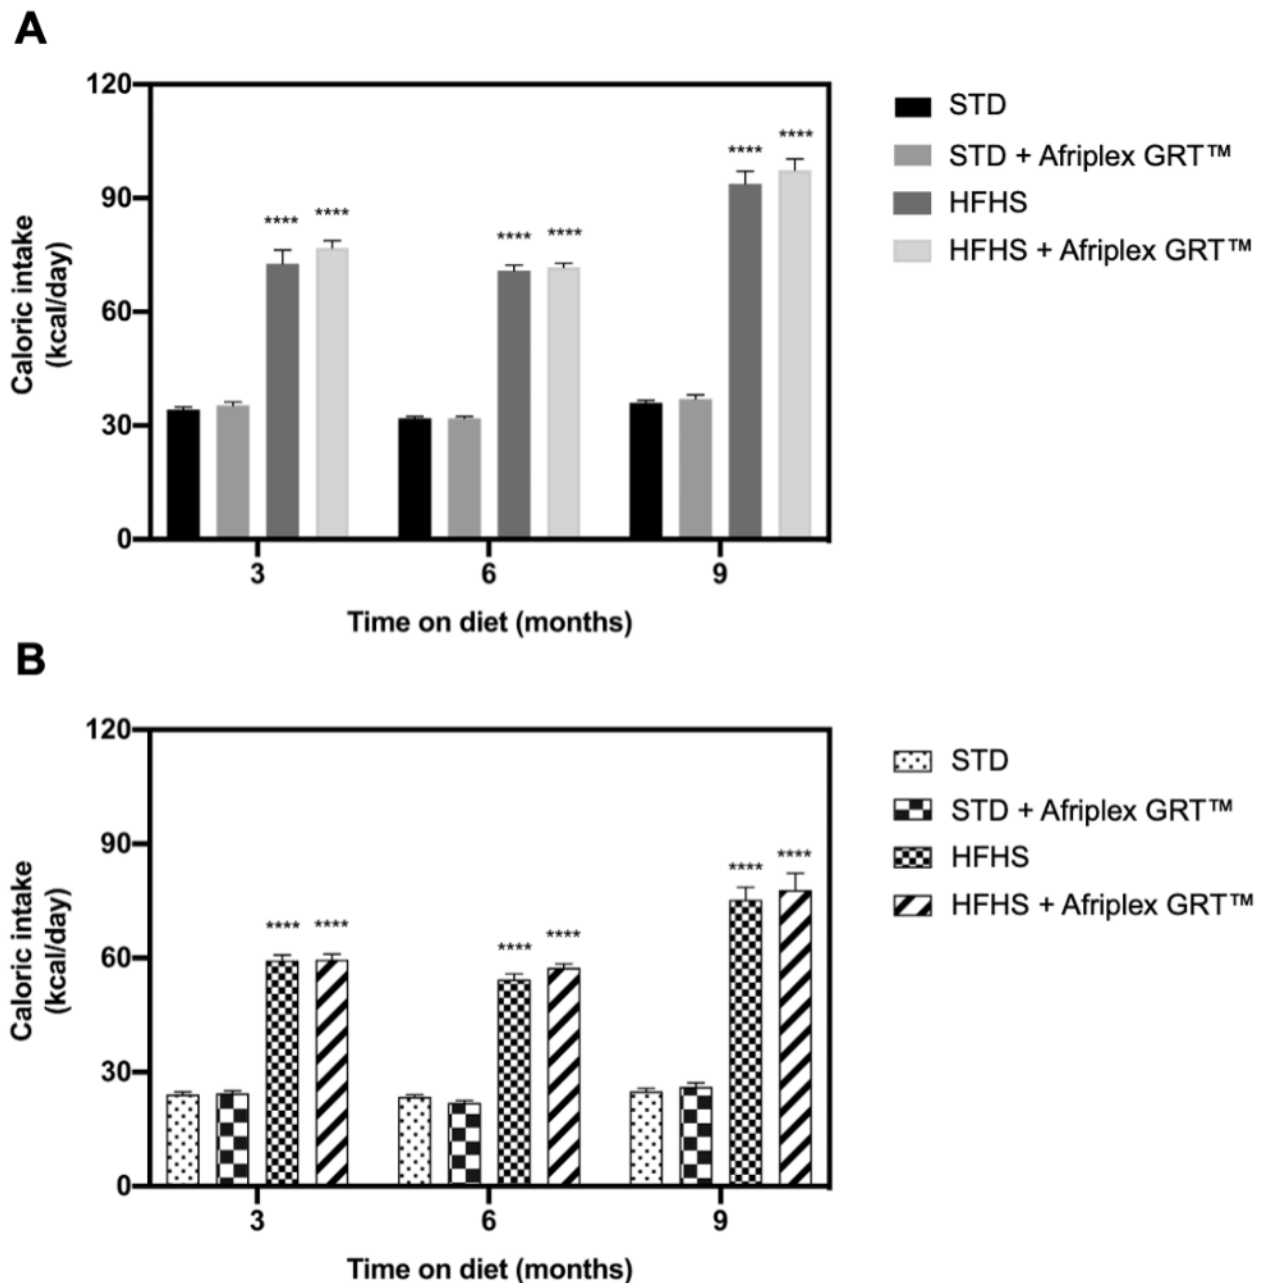 A
120
90
60
30
0
Caloric intake
(kcal/day)
**** ****
**** ****
**** ****
3 6 9
Time on diet (months)
STD
STD + Afriplex GRT™
HFHS
HFHS + Afriplex GRT™
B
120
90
60
30
0
Caloric intake
(kcal/day)
**** ****
**** ****
**** ****
3 6 9
Time on diet (months)
STD
STD + Afriplex GRT™
HFHS
HFHS + Afriplex GRT™